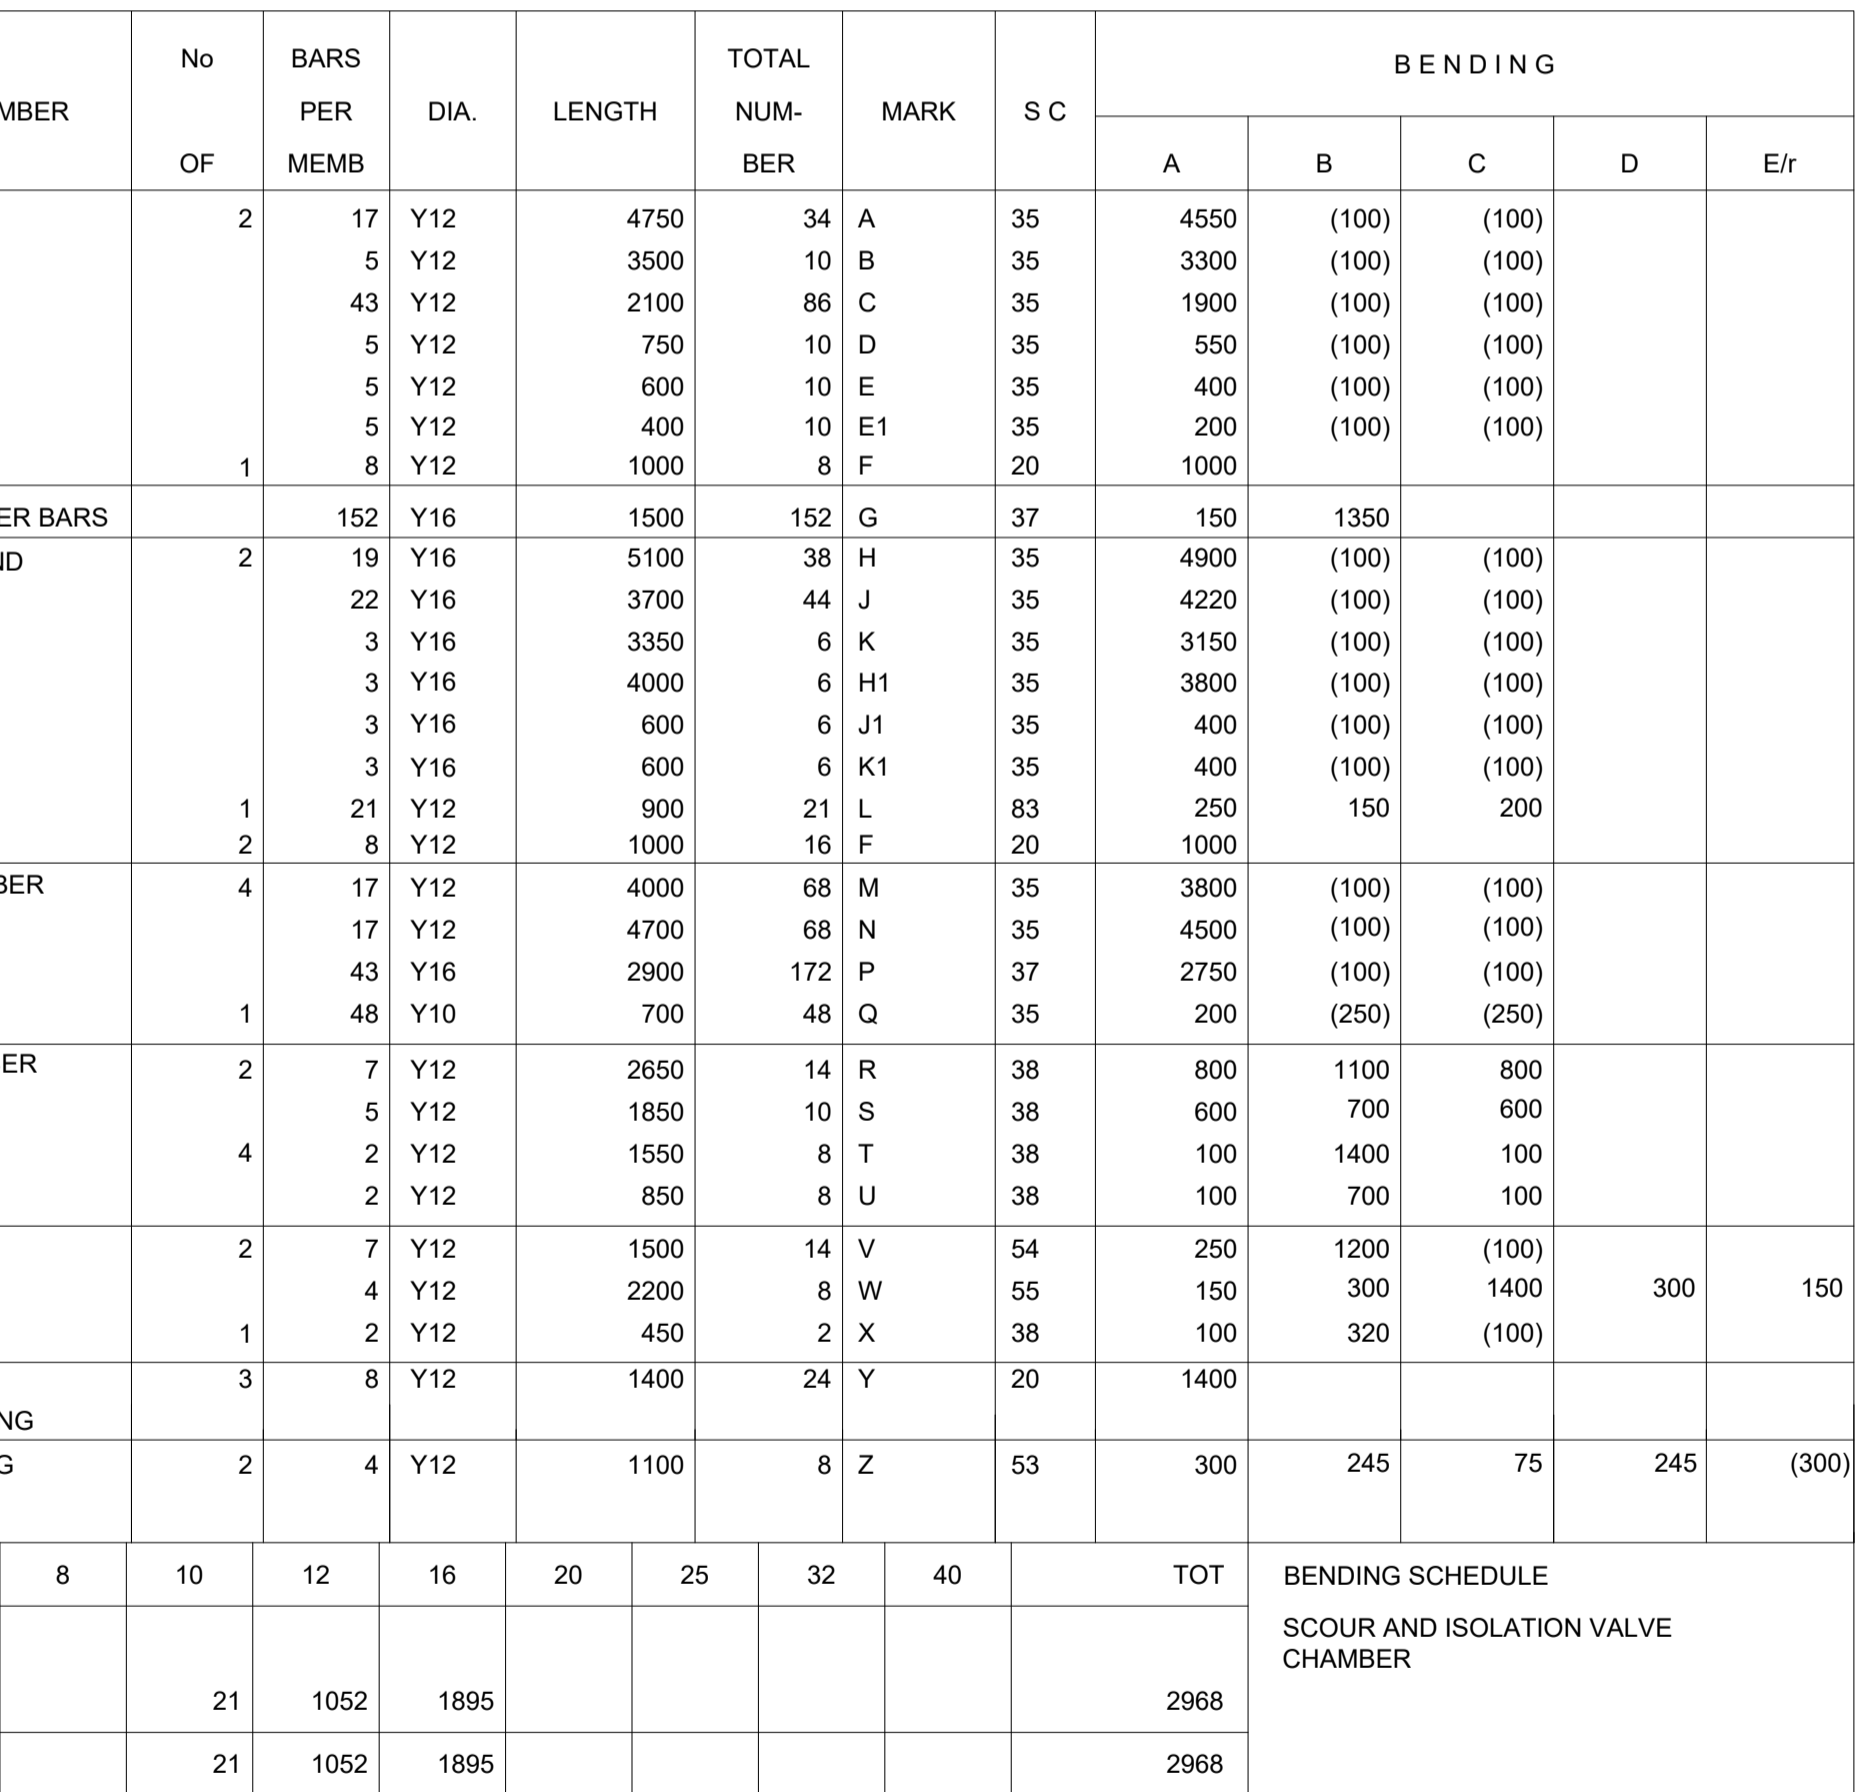 No BARS TOTAL B E N D I N G
MBER PER DIA. LENGTH NUM- MARK S C
OF MEMB BER A B C D E/r
2 17 Y12 4750 34 A 35 4550 (100) (100)
5 Y12 3500 10 B 35 3300 (100) (100)
43 Y12 2100 86 C 35 1900 (100) (100)
5 Y12 750 10 D 35 550 (100) (100)
5 Y12 600 10 E 35 400 (100) (100)
5 Y12 400 10 E1 35 200 (100) (100)
1 8 Y12 1000 8 F 20 1000
ER BARS 152 Y16 1500 152 G 37 150 1350
ND 2 19 Y16 5100 38 H 35 4900 (100) (100)
22 Y16 3700 44 J 35 4220 (100) (100)
3 Y16 3350 6 K 35 3150 (100) (100)
3 Y16 4000 6 H1 35 3800 (100) (100)
3 Y16 600 6 J1 35 400 (100) (100)
3 Y16 600 6 K1 35 400 (100) (100)
1 21 Y12 900 21 L 83 250 150 200
2 8 Y12 1000 16 F 20 1000
BER 4 17 Y12 4000 68 M 35 3800 (100) (100)
17 Y12 4700 68 N 35 4500 (100) (100)
43 Y16 2900 172 P 37 2750 (100) (100)
1 48 Y10 700 48 Q 35 200 (250) (250)
ER 2 7 Y12 2650 14 R 38 800 1100 800
5 Y12 1850 10 S 38 600 700 600
4 2 Y12 1550 8 T 38 100 1400 100
2 Y12 850 8 U 38 100 700 100
2 7 Y12 1500 14 V 54 250 1200 (100)
4 Y12 2200 8 W 55 150 300 1400 300 150
1 2 Y12 450 2 X 38 100 320 (100)
3 8 Y12 1400 24 Y 20 1400
NG
G 2 4 Y12 1100 8 Z 53 300 245 75 245 (300)
8 10 12 16 20 25 32 40 TOT BENDING SCHEDULE
SCOUR AND ISOLATION VALVE
CHAMBER
21 1052 1895 2968
21 1052 1895 2968